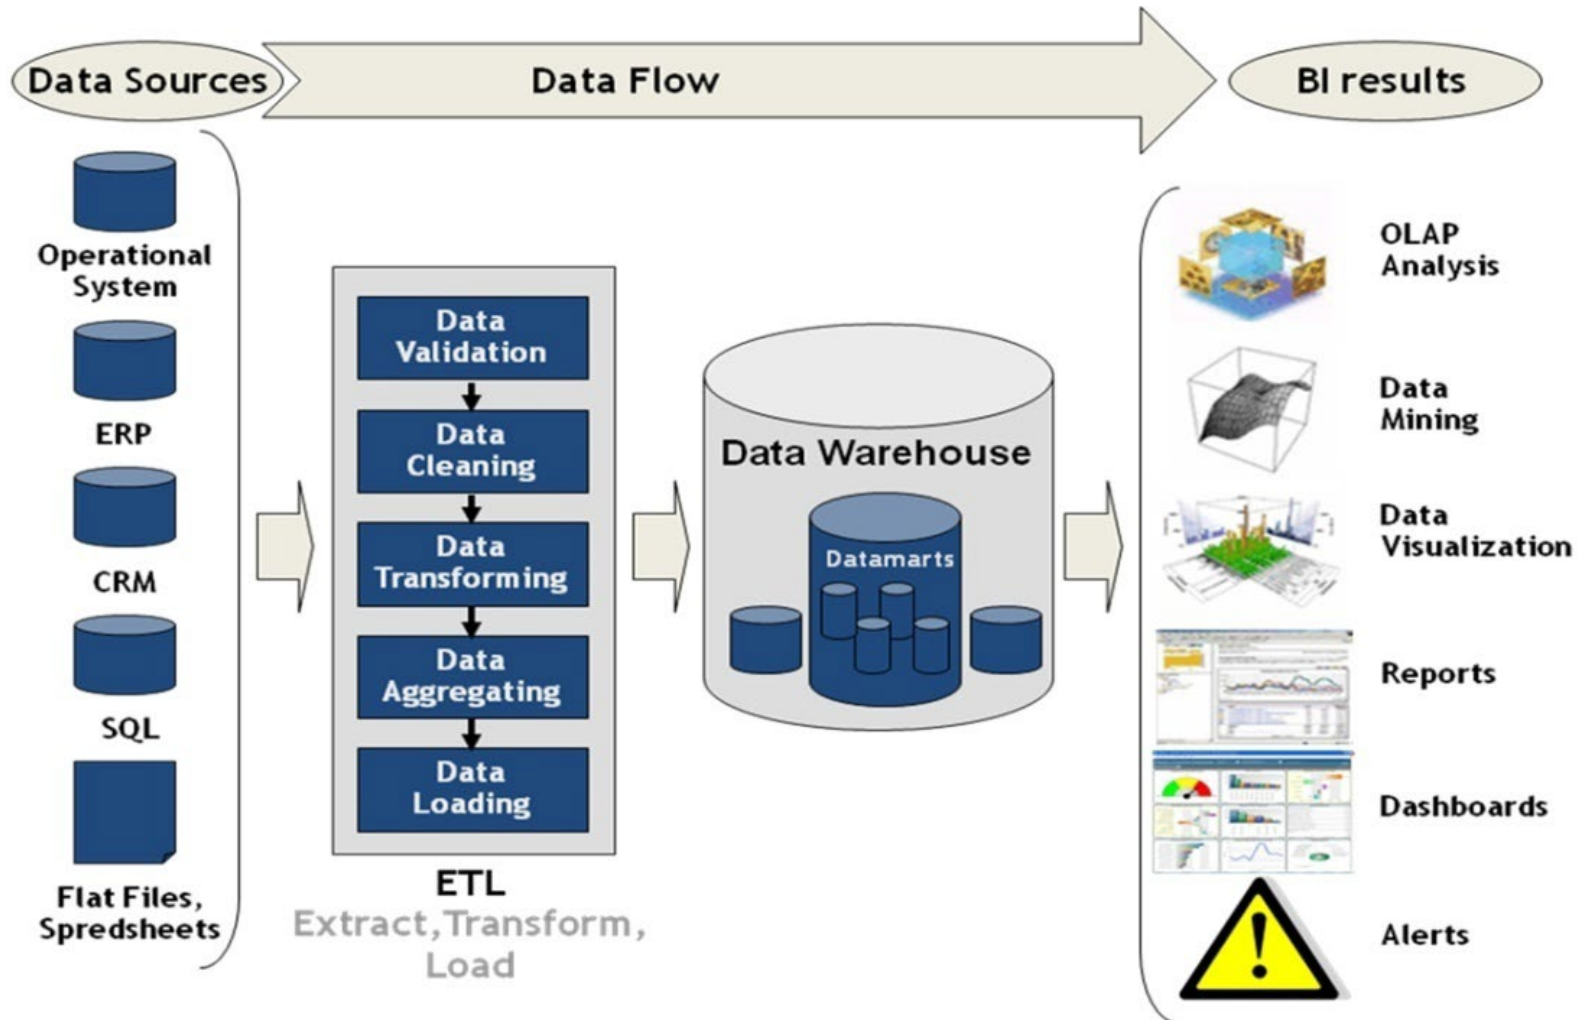 Data Sources
Data Flow
BI results
Operational
System
ERP
CRM
SQL
Flat Files,
Spredsheets
Data
Validation
Data
Cleaning
Data
Transforming
Data
Aggregating
Data
Loading
ETL
Extract,Transform,
Load
Data Warehouse
Datamarts
OLAP
Analysis
Data
Mining
Data
Visualization
Reports
Dashboards
Alerts